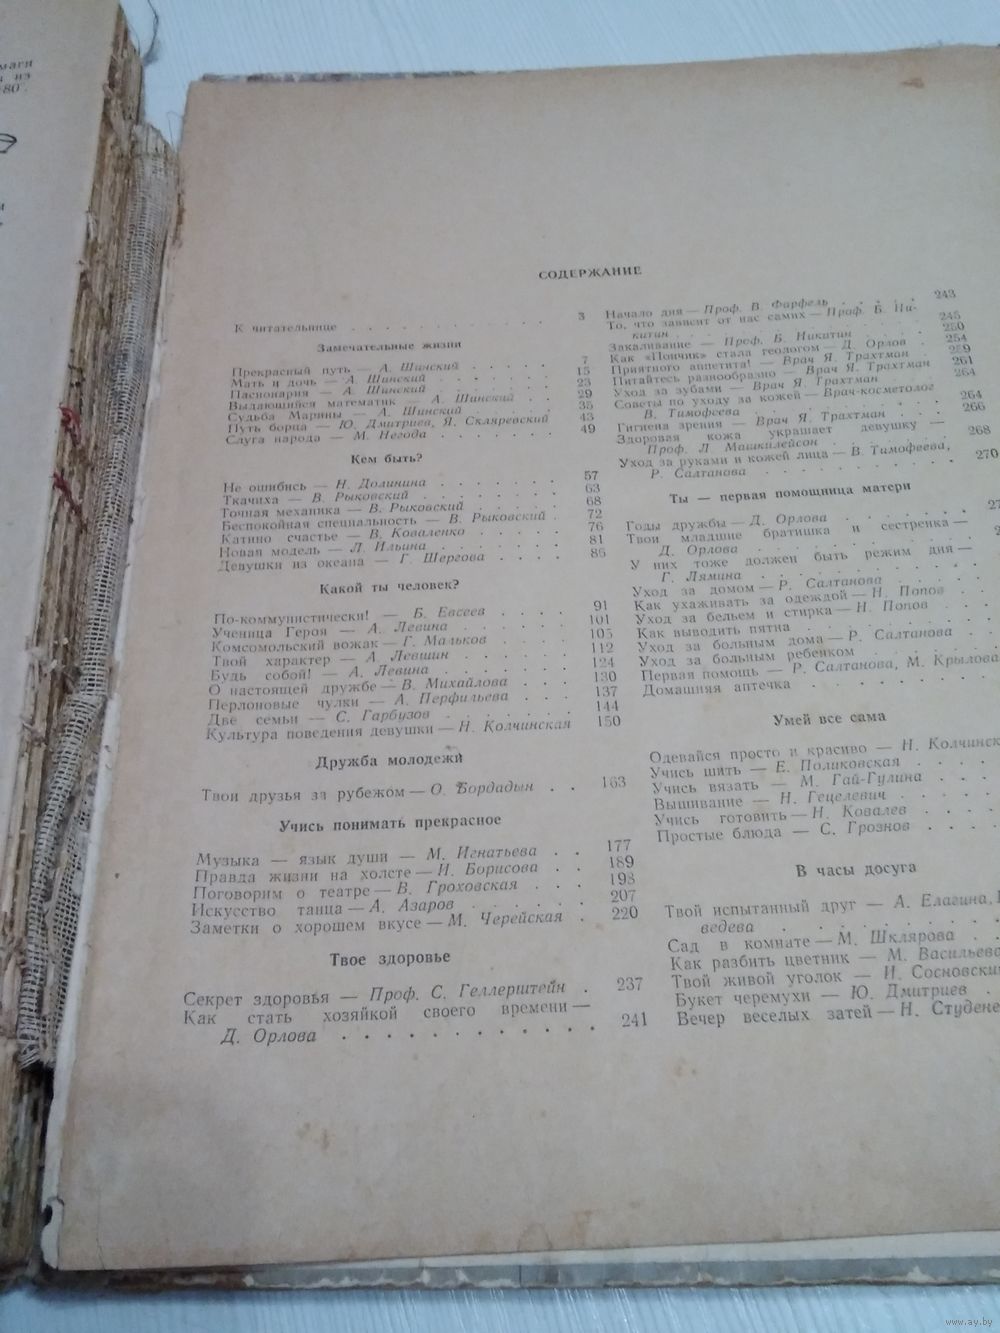 маги
из
80°.
СОДЕРЖАНИЕ
К читательнице . . . . . . . . . . . 3
Замечательные жизни
Прекрасный путь — А. Шинский . . . . . 7
Мать и дочь — А. Шинский . . . . . . 15
Пасионария — А. Шинский . . . . . . 23
Выдающийся математик — А. Шинский . . 29
Судьба Марины — А. Шинский . . . . . 35
Путь борца — Ю. Дмитриев, Я. Скляревский 43
Слуга народа — М. Негода . . . . . . . 49
Кем быть?
Не ошибись — Н. Долинина . . . . . . 57
Ткачиха — В. Рыковский . . . . . . . 63
Точная механика — В. Рыковский . . . . 68
Беспокойная специальность — В. Рыковский . 72
Катино счастье — В. Коваленко . . . . . 76
Новая модель — Л. Ильина . . . . . . 81
Девушки из океана — Г. Шергова . . . . 86
Какой ты человек?
По-коммунистически! — Б. Евсеев . . . . 91
Ученица Героя — А. Левина . . . . . 101
Комсомольский вожак — Г. Мальков . . . . 105
Твой характер — А. Левшин . . . . . 112
Будь собой! — А. Левина . . . . . . 124
О настоящей дружбе — В. Михайлова . . . 130
Перлоновые чулки — А. Перфильева . . . 137
Две семьи — С. Гарбузов . . . . . . . 144
Культура поведения девушки — Н. Колчинская 150
Дружба молодежи
Твои друзья за рубежом — О. Бордадын . . 163
Учись понимать прекрасное
Музыка — язык души — М. Игнатьева . . 177
Правда жизни на холсте — И. Борисова . . 189
Поговорим о театре — В. Гроховская . . . 198
Искусство танца — А. Азаров . . . . . . 207
Заметки о хорошем вкусе — М. Черейская . 220
Твое здоровье
Секрет здоровья — Проф. С. Геллерштейн . 237
Как стать хозяйкой своего времени —
Д. Орлова . . . . . . . . . . . 241
Начало дня — Проф. В. Фарфель . . . . . 243
То, что зависит от нас самих — Проф. Б. Ни-
китин . . . . . . . . . . . 245
Закаливание — Проф. Б. Никитин . . . . 250
Как «Пончик» стала геологом — Д. Орлов . 254
Приятного аппетита! — Врач Я. Трахтман . 259
Питайтесь разнообразно — Врач Я. Трахтман 261
Уход за зубами — Врач Я. Трахтман 264
Советы по уходу за кожей — Врач-косметолог
В. Тимофеева . . . . . . . . . 264
Гигиена зрения — Врач Я. Трахтман . . . 266
Здоровая кожа украшает девушку —
Проф. Л. Машкилейсон . . . . . . 268
Уход за руками и кожей лица — В. Тимофеева,
Р. Салтанова . . . . . . . . . 270
Ты — первая помощница матери
Годы дружбы — Д. Орлова . . . . . . .
Твои младшие братишка и сестренка —
Д. Орлова . . . . . . . . . .
У них тоже должен быть режим дня —
Г. Лямина . . . . . . . . . .
Уход за домом — Р. Салтанова . . . . .
Как ухаживать за одеждой — Н. Попов . .
Уход за бельем и стирка — Н. Попов . . .
Как выводить пятна . . . . . . . .
Уход за больным дома — Р. Салтанова . .
Уход за больным ребенком . . . . . .
Первая помощь — Р. Салтанова, М. Крылова
Домашняя аптечка . . . . . . . .
Умей все сама
Одевайся просто и красиво — Н. Колчинск
Учись шить — Е. Поликовская . . . . .
Учись вязать — М. Гай-Гулина . . . .
Вышивание — Н. Гецелевич . . . . .
Учись готовить — Н. Ковалев . . . .
Простые блюда — С. Грознов . . . .
В часы досуга
Твой испытанный друг — А. Елагина,
ведева . . . . . . . . .
Сад в комнате — М. Шклярова . .
Как разбить цветник — М. Васильева
Твой живой уголок — И. Сосновский
Букет черемухи — Ю. Дмитриев .
Вечер веселых затей — Н. Студене
www.ay.by